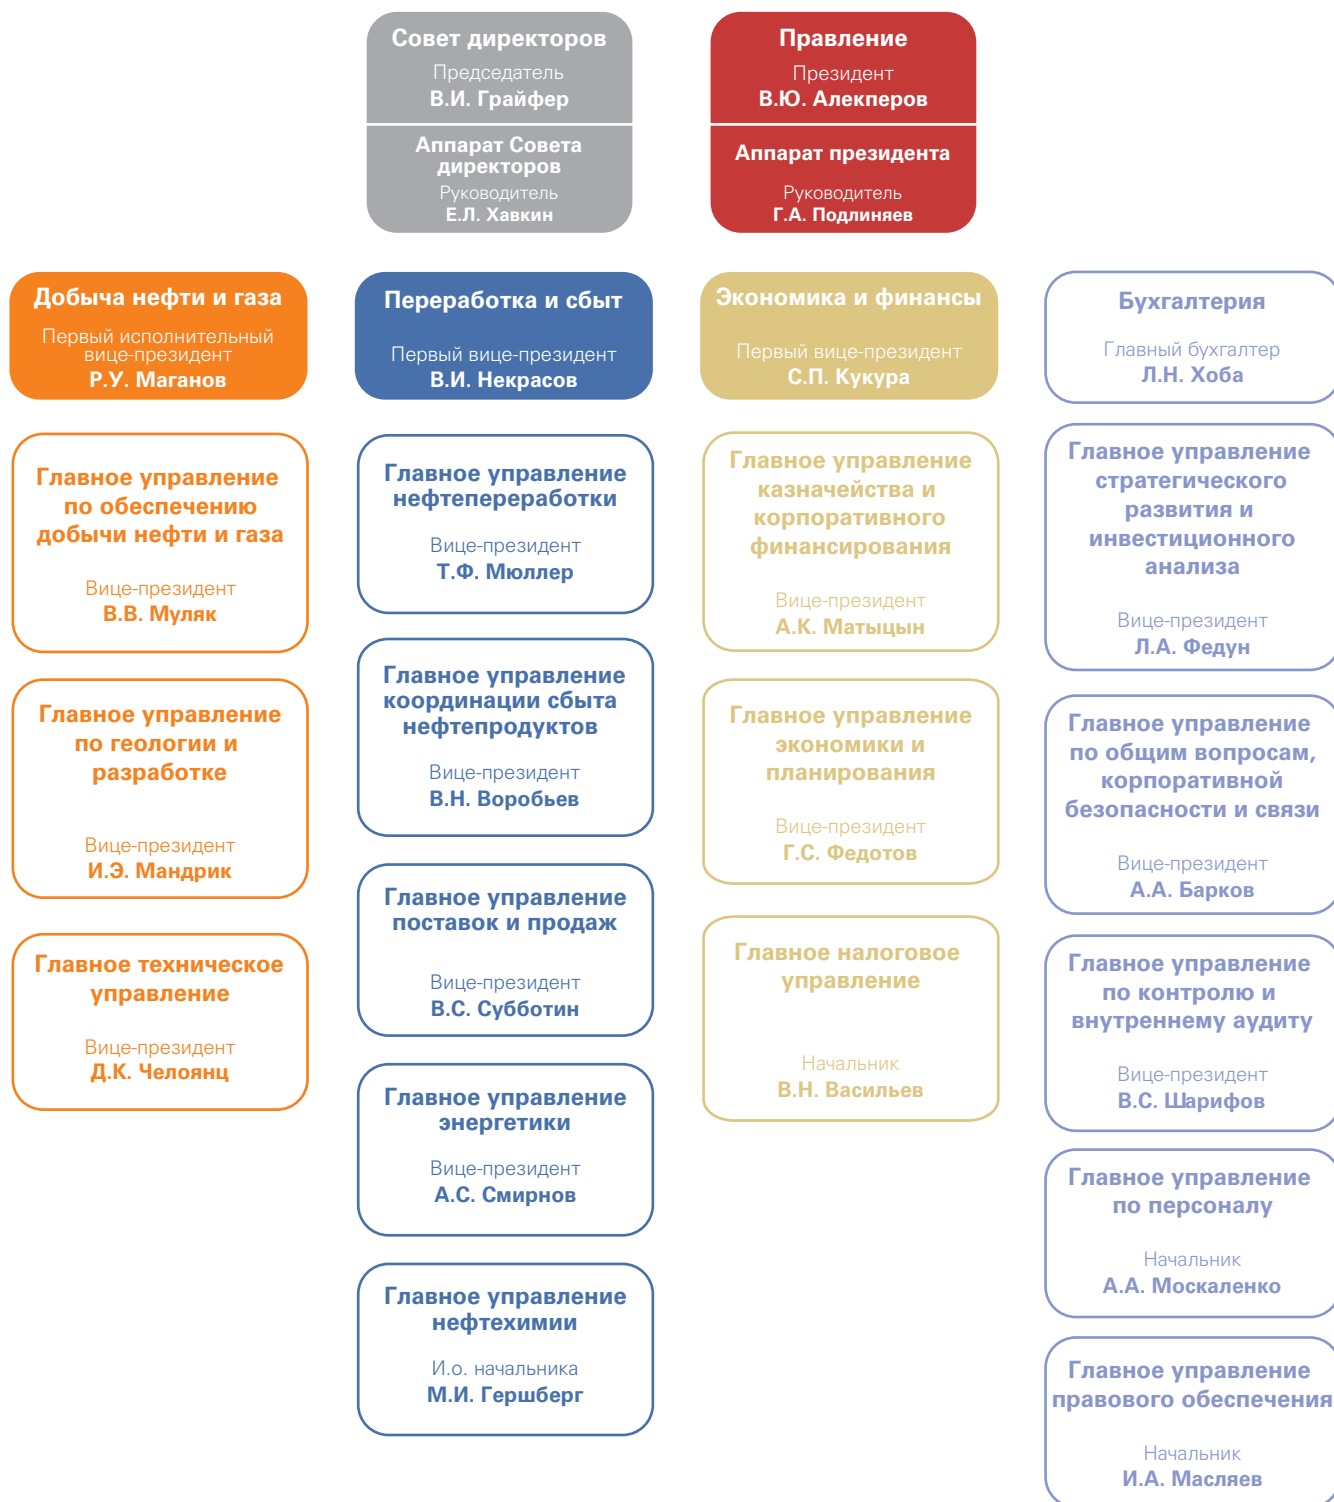 Совет директоров
Председатель
В.И. Грайфер
Аппарат Совета
директоров
Руководитель
Е.Л. Хавкин
Правление
Президент
В.Ю. Алекперов
Аппарат президента
Руководитель
Г.А. Подлиняев
Добыча нефти и газа
Первый исполнительный
вице-президент
Р.У. Маганов
Главное управление
по обеспечению
добычи нефти и газа
Вице-президент
В.В. Муляк
Главное управление
по геологии и
разработке
Вице-президент
И.Э. Мандрик
Главное техническое
управление
Вице-президент
Д.К. Челоянц
Переработка и сбыт
Первый вице-президент
В.И. Некрасов
Главное управление
нефтепереработки
Вице-президент
Т.Ф. Мюллер
Главное управление
координации сбыта
нефтепродуктов
Вице-президент
В.Н. Воробьев
Главное управление
поставок и продаж
Вице-президент
В.С. Субботин
Главное управление
энергетики
Вице-президент
А.С. Смирнов
Главное управление
нефтехимии
И.о. начальника
М.И. Гершберг
Экономика и финансы
Первый вице-президент
С.П. Кукура
Главное управление
казначейства и
корпоративного
финансирования
Вице-президент
А.К. Матыцын
Главное управление
экономики и
планирования
Вице-президент
Г.С. Федотов
Главное налоговое
управление
Начальник
В.Н. Васильев
Бухгалтерия
Главный бухгалтер
Л.Н. Хоба
Главное управление
стратегического
развития и
инвестиционного
анализа
Вице-президент
Л.А. Федун
Главное управление
по общим вопросам,
корпоративной
безопасности и связи
Вице-президент
А.А. Барков
Главное управление
по контролю и
внутреннему аудиту
Вице-президент
В.С. Шарифов
Главное управление
по персоналу
Начальник
А.А. Москаленко
Главное управление
правового обеспечения
Начальник
И.А. Масляев